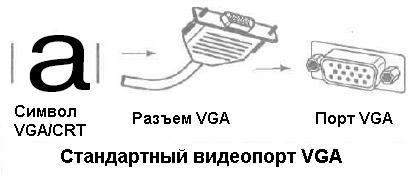 a
Символ
VGA/CRT
Разъем VGA
Порт VGA
Стандартный видеопорт VGA